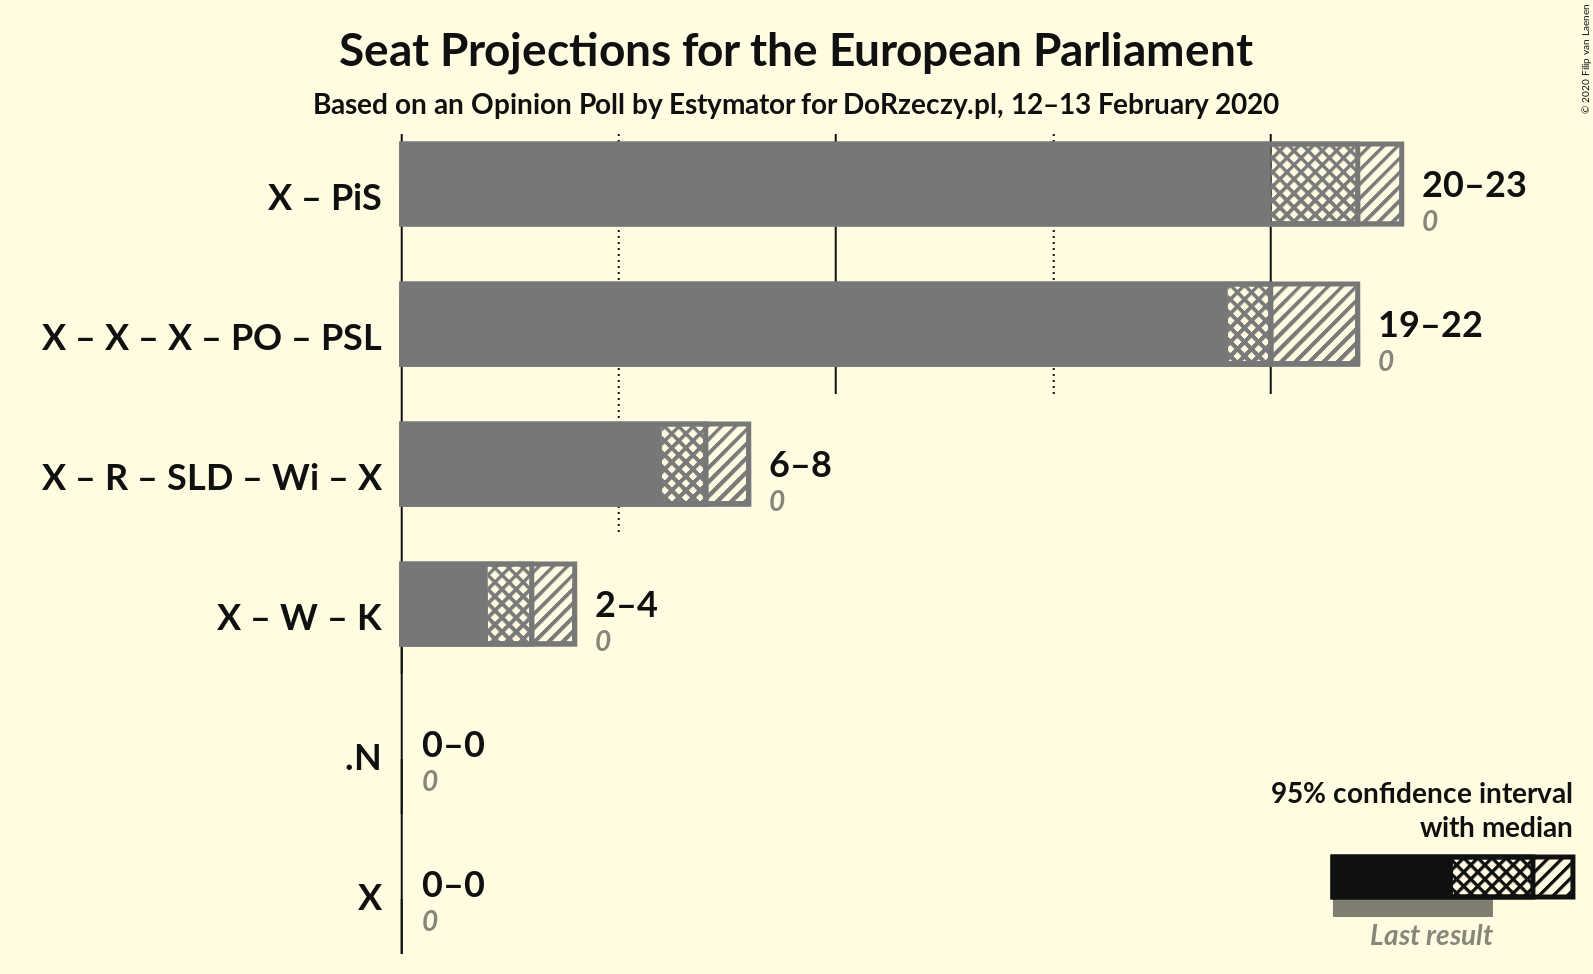 Seat Projections for the European Parliament
Based on an Opinion Poll by Estymator for DoRzeczy.pl, 12–13 February 2020
© 2020 Filip van Laenen
X – PiS
20–23
0
X – X – X – PO – PSL
19–22
0
X – R – SLD – Wi – X
6–8
0
X – W – K
2–4
0
.N
0–0
0
X
0–0
0
95% confidence interval
with median
Last result